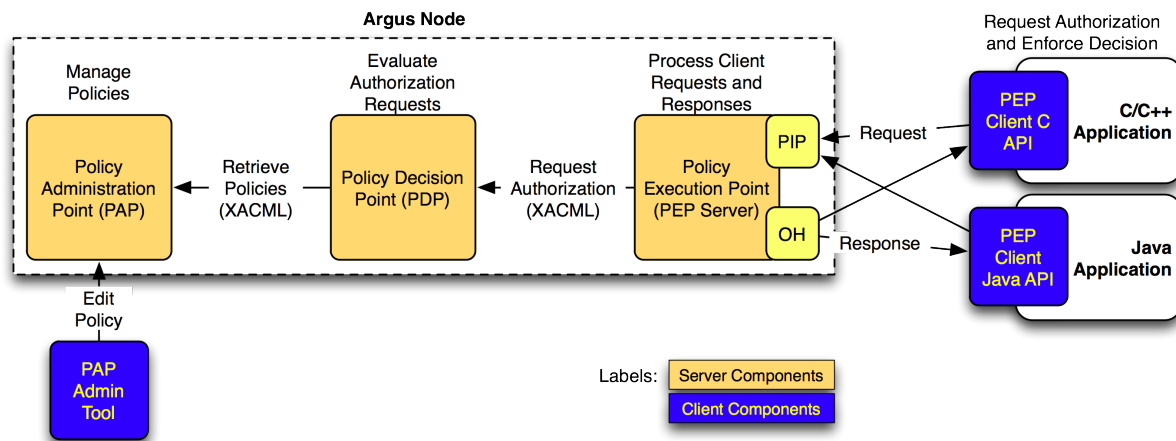 Argus Node
Request Authorization
and Enforce Decision
Manage
Policies
Evaluate
Authorization
Requests
Process Client
Requests and
Responses
Policy
Administration
Point (PAP)
Retrieve
Policies
(XACML)
Policy Decision
Point (PDP)
Request
Authorization
(XACML)
Policy
Execution Point
(PEP Server)
PIP
OH
Request
Response
PEP
Client C
API
C/C++
Application
PEP
Client
Java API
Java
Application
Edit
Policy
PAP
Admin
Tool
Labels:
Server Components
Client Components